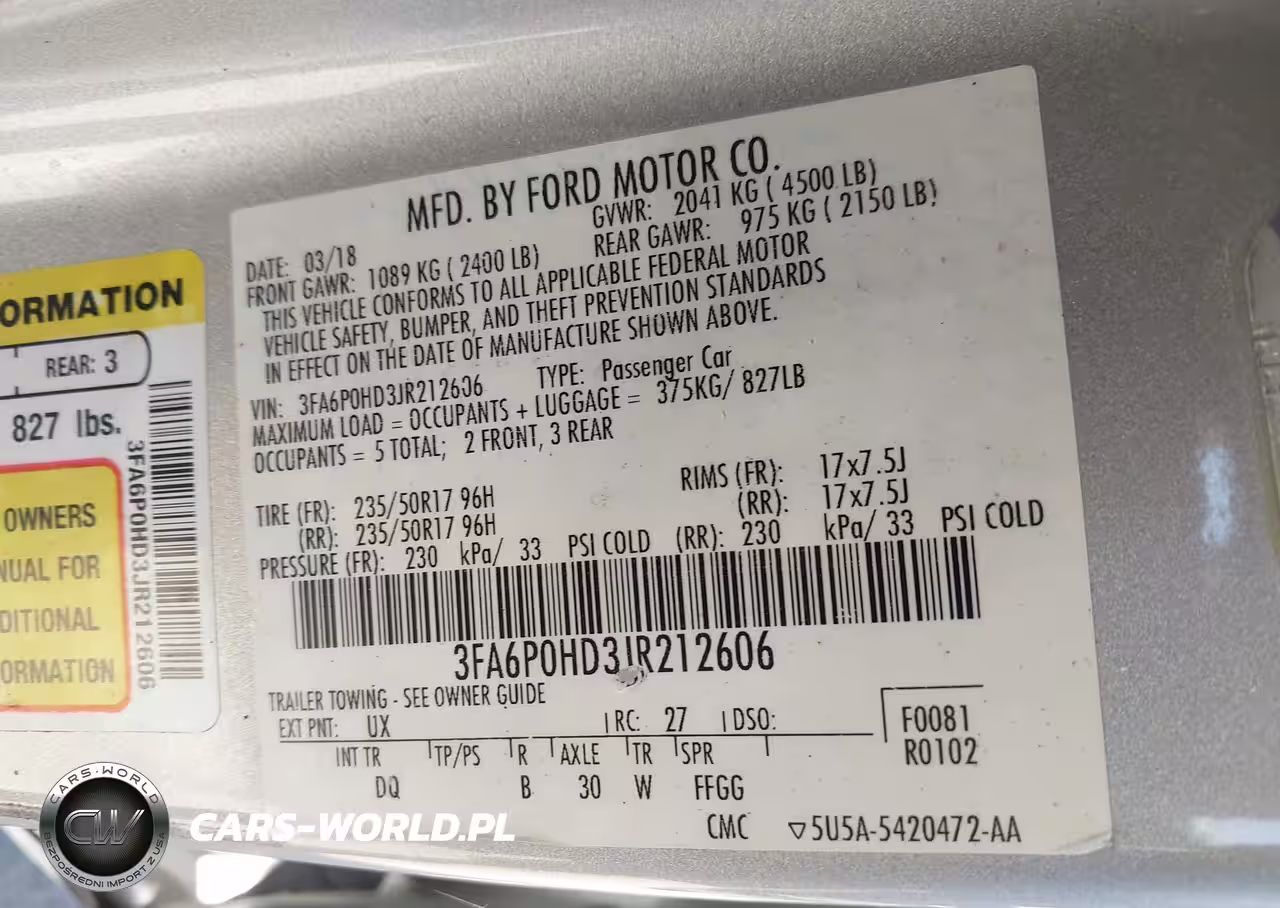 MFD. BY FORD MOTOR CO.
DATE: 03/18 GVWR: 2041 KG ( 4500 LB)
FRONT GAWR: 1089 KG ( 2400 LB) REAR GAWR: 975 KG ( 2150 LB)
THIS VEHICLE CONFORMS TO ALL APPLICABLE FEDERAL MOTOR
VEHICLE SAFETY, BUMPER, AND THEFT PREVENTION STANDARDS
IN EFFECT ON THE DATE OF MANUFACTURE SHOWN ABOVE.
VIN: 3FA6P0HD3JR212606 TYPE: Passenger Car
MAXIMUM LOAD = OCCUPANTS + LUGGAGE = 375KG/ 827LB
OCCUPANTS = 5 TOTAL; 2 FRONT, 3 REAR
TIRE (FR): 235/50R17 96H RIMS (FR): 17x7.5J
(RR): 235/50R17 96H (RR): 17x7.5J
PRESSURE (FR): 230 kPa/ 33 PSI COLD (RR): 230 kPa/ 33 PSI COLD
3FA6P0HD3JR212606
TRAILER TOWING - SEE OWNER GUIDE
EXT PNT: UX RC: 27 DSO: F0081
R0102
INT TR TP/PS R AXLE TR SPR
DQ B 30 W FFGG
CMC ▽5U5A-5420472-AA
ORMATION
REAR: 3
827 lbs.
3FA6P0HD3JR212606
OWNERS
NUAL FOR
DITIONAL
ORMATION
CARS-WORLD
CW
BEZPOŚREDNI IMPORT Z USA
CARS-WORLD.PL